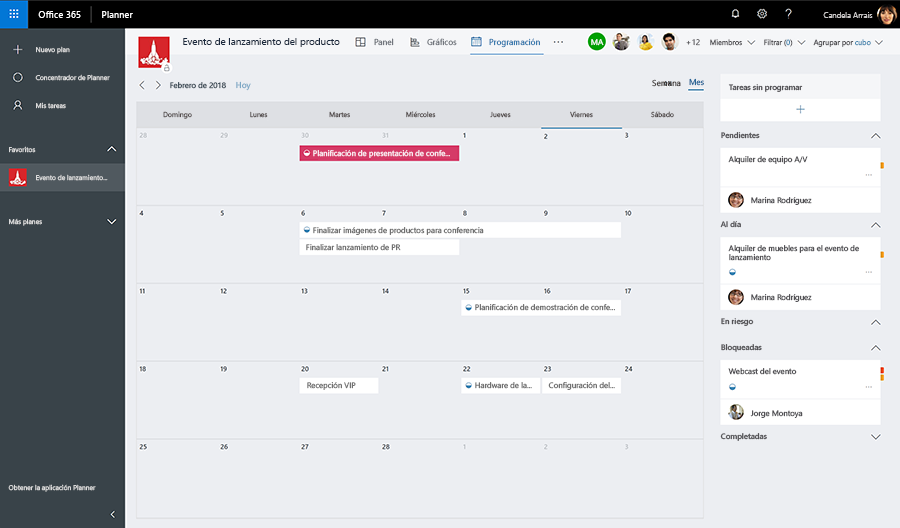 Office 365
Planner
?
Candela Arrais
Nuevo plan
Concentrador de Planner
Mis tareas
Favoritos
Evento de lanzamiento...
Más planes
Obtener la aplicación Planner
Evento de lanzamiento del producto
Panel
Gráficos
Programación
...
MA
+12
Miembros
Filtrar (0)
Agrupar por cubo
Febrero de 2018
Hoy
Semana
Mes
Domingo Lunes Martes Miércoles Jueves Viernes Sábado
28 29 30 31 1 2 3
Planificación de presentación de confe...
4 5 6 7 8 9 10
Finalizar imágenes de productos para conferencia
Finalizar lanzamiento de PR
11 12 13 14 15 16 17
Planificación de demostración de confe...
18 19 20 21 22 23 24
Recepción VIP
Hardware de la...
Configuración del...
25 26 27 28 1 2 3
Tareas sin programar
+
Pendientes
Alquiler de equipo A/V
...
Marina Rodríguez
Al día
Alquiler de muebles para el evento de
lanzamiento
...
Marina Rodríguez
En riesgo
Bloqueadas
Webcast del evento
...
Jorge Montoya
Completadas